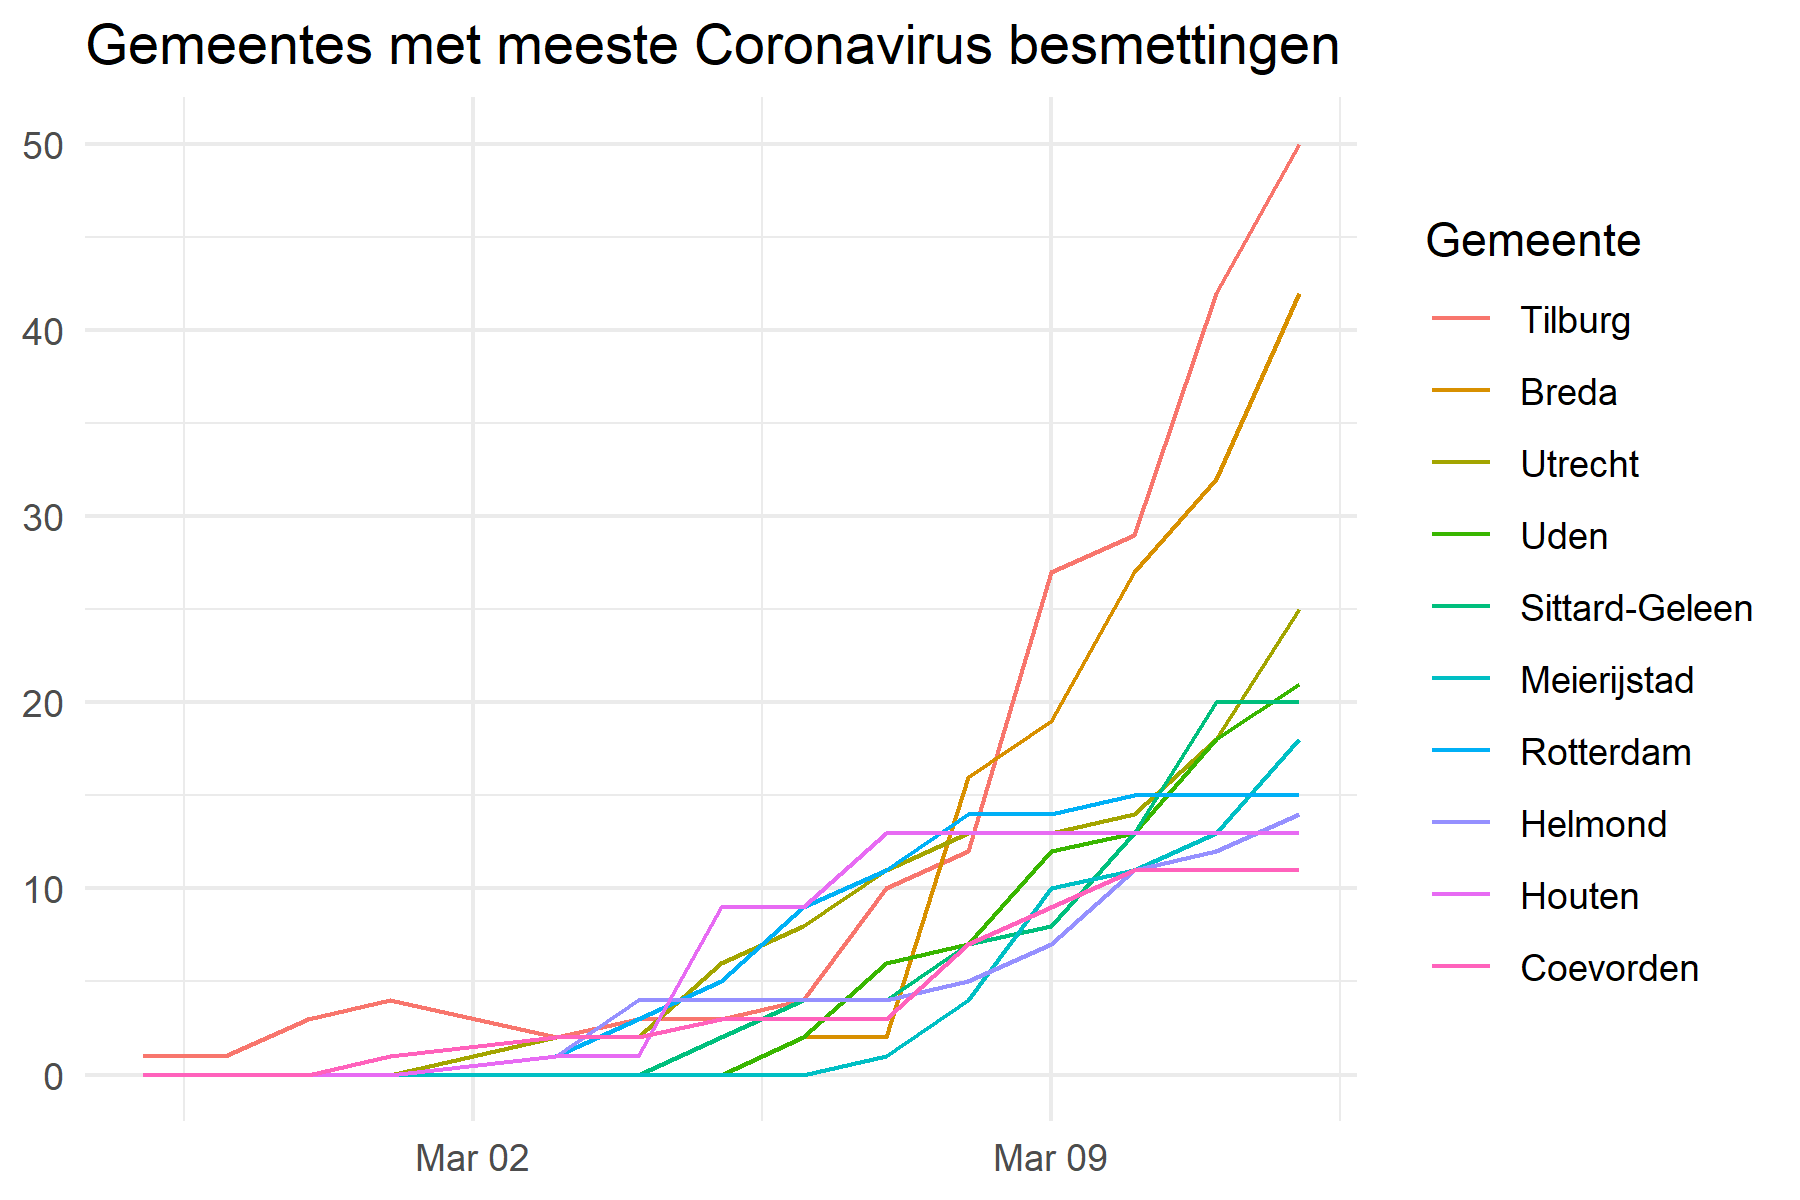 Gemeentes met meeste Coronavirus besmettingen
50
40
30
20
10
0
Mar 02
Mar 09
Gemeente
Tilburg
Breda
Utrecht
Uden
Sittard-Geleen
Meierijstad
Rotterdam
Helmond
Houten
Coevorden